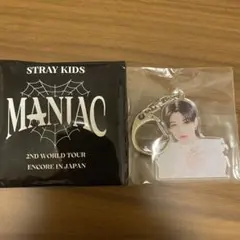 STRAY KIDS
MANIAC
2ND WORLD TOUR
ENCORE IN JAPAN